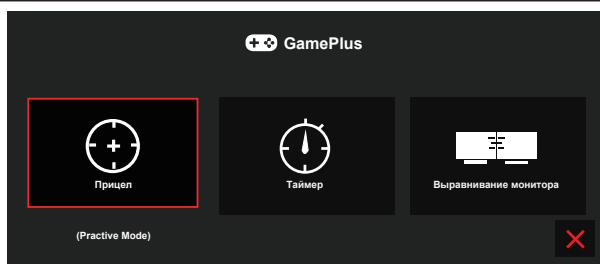 GamePlus
Прицел
Таймер
Выравнивание монитора
(Practive Mode)